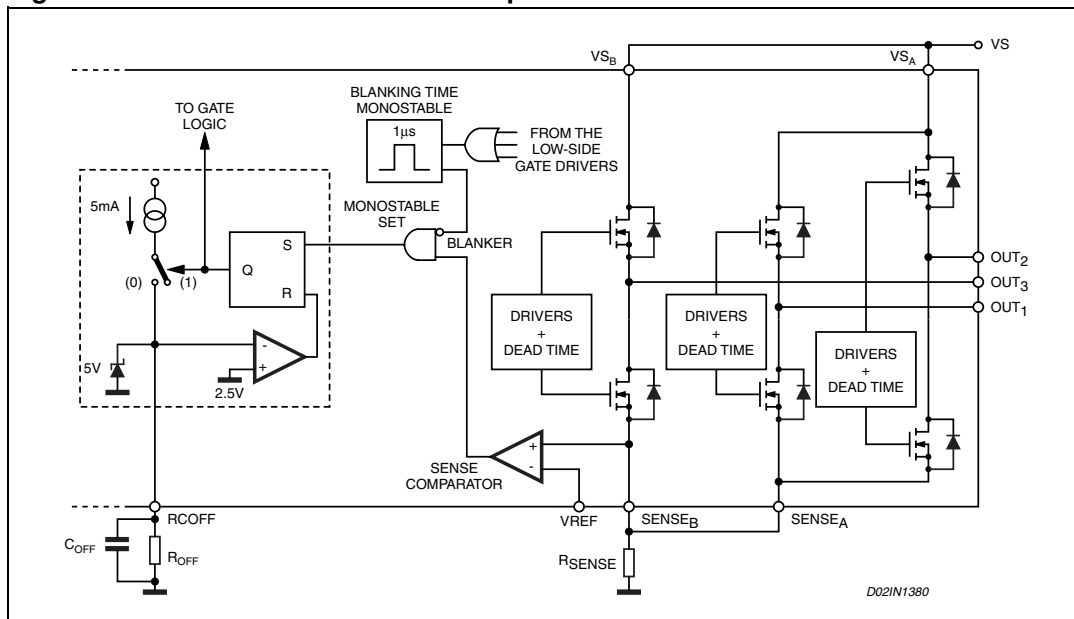 VS
VSB
VSA
BLANKING TIME
MONOSTABLE
TO GATE
LOGIC
1μs
FROM THE
LOW-SIDE
GATE DRIVERS
MONOSTABLE
SET
5mA
S
BLANKER
Q
(0)
(1)
R
OUT2
OUT3
OUT1
DRIVERS
+
DEAD TIME
DRIVERS
+
DEAD TIME
DRIVERS
+
DEAD TIME
-
+
5V
2.5V
+
-
SENSE
COMPARATOR
RCOFF
VREF
SENSEB
SENSEA
COFF
ROFF
RSENSE
D02IN1380